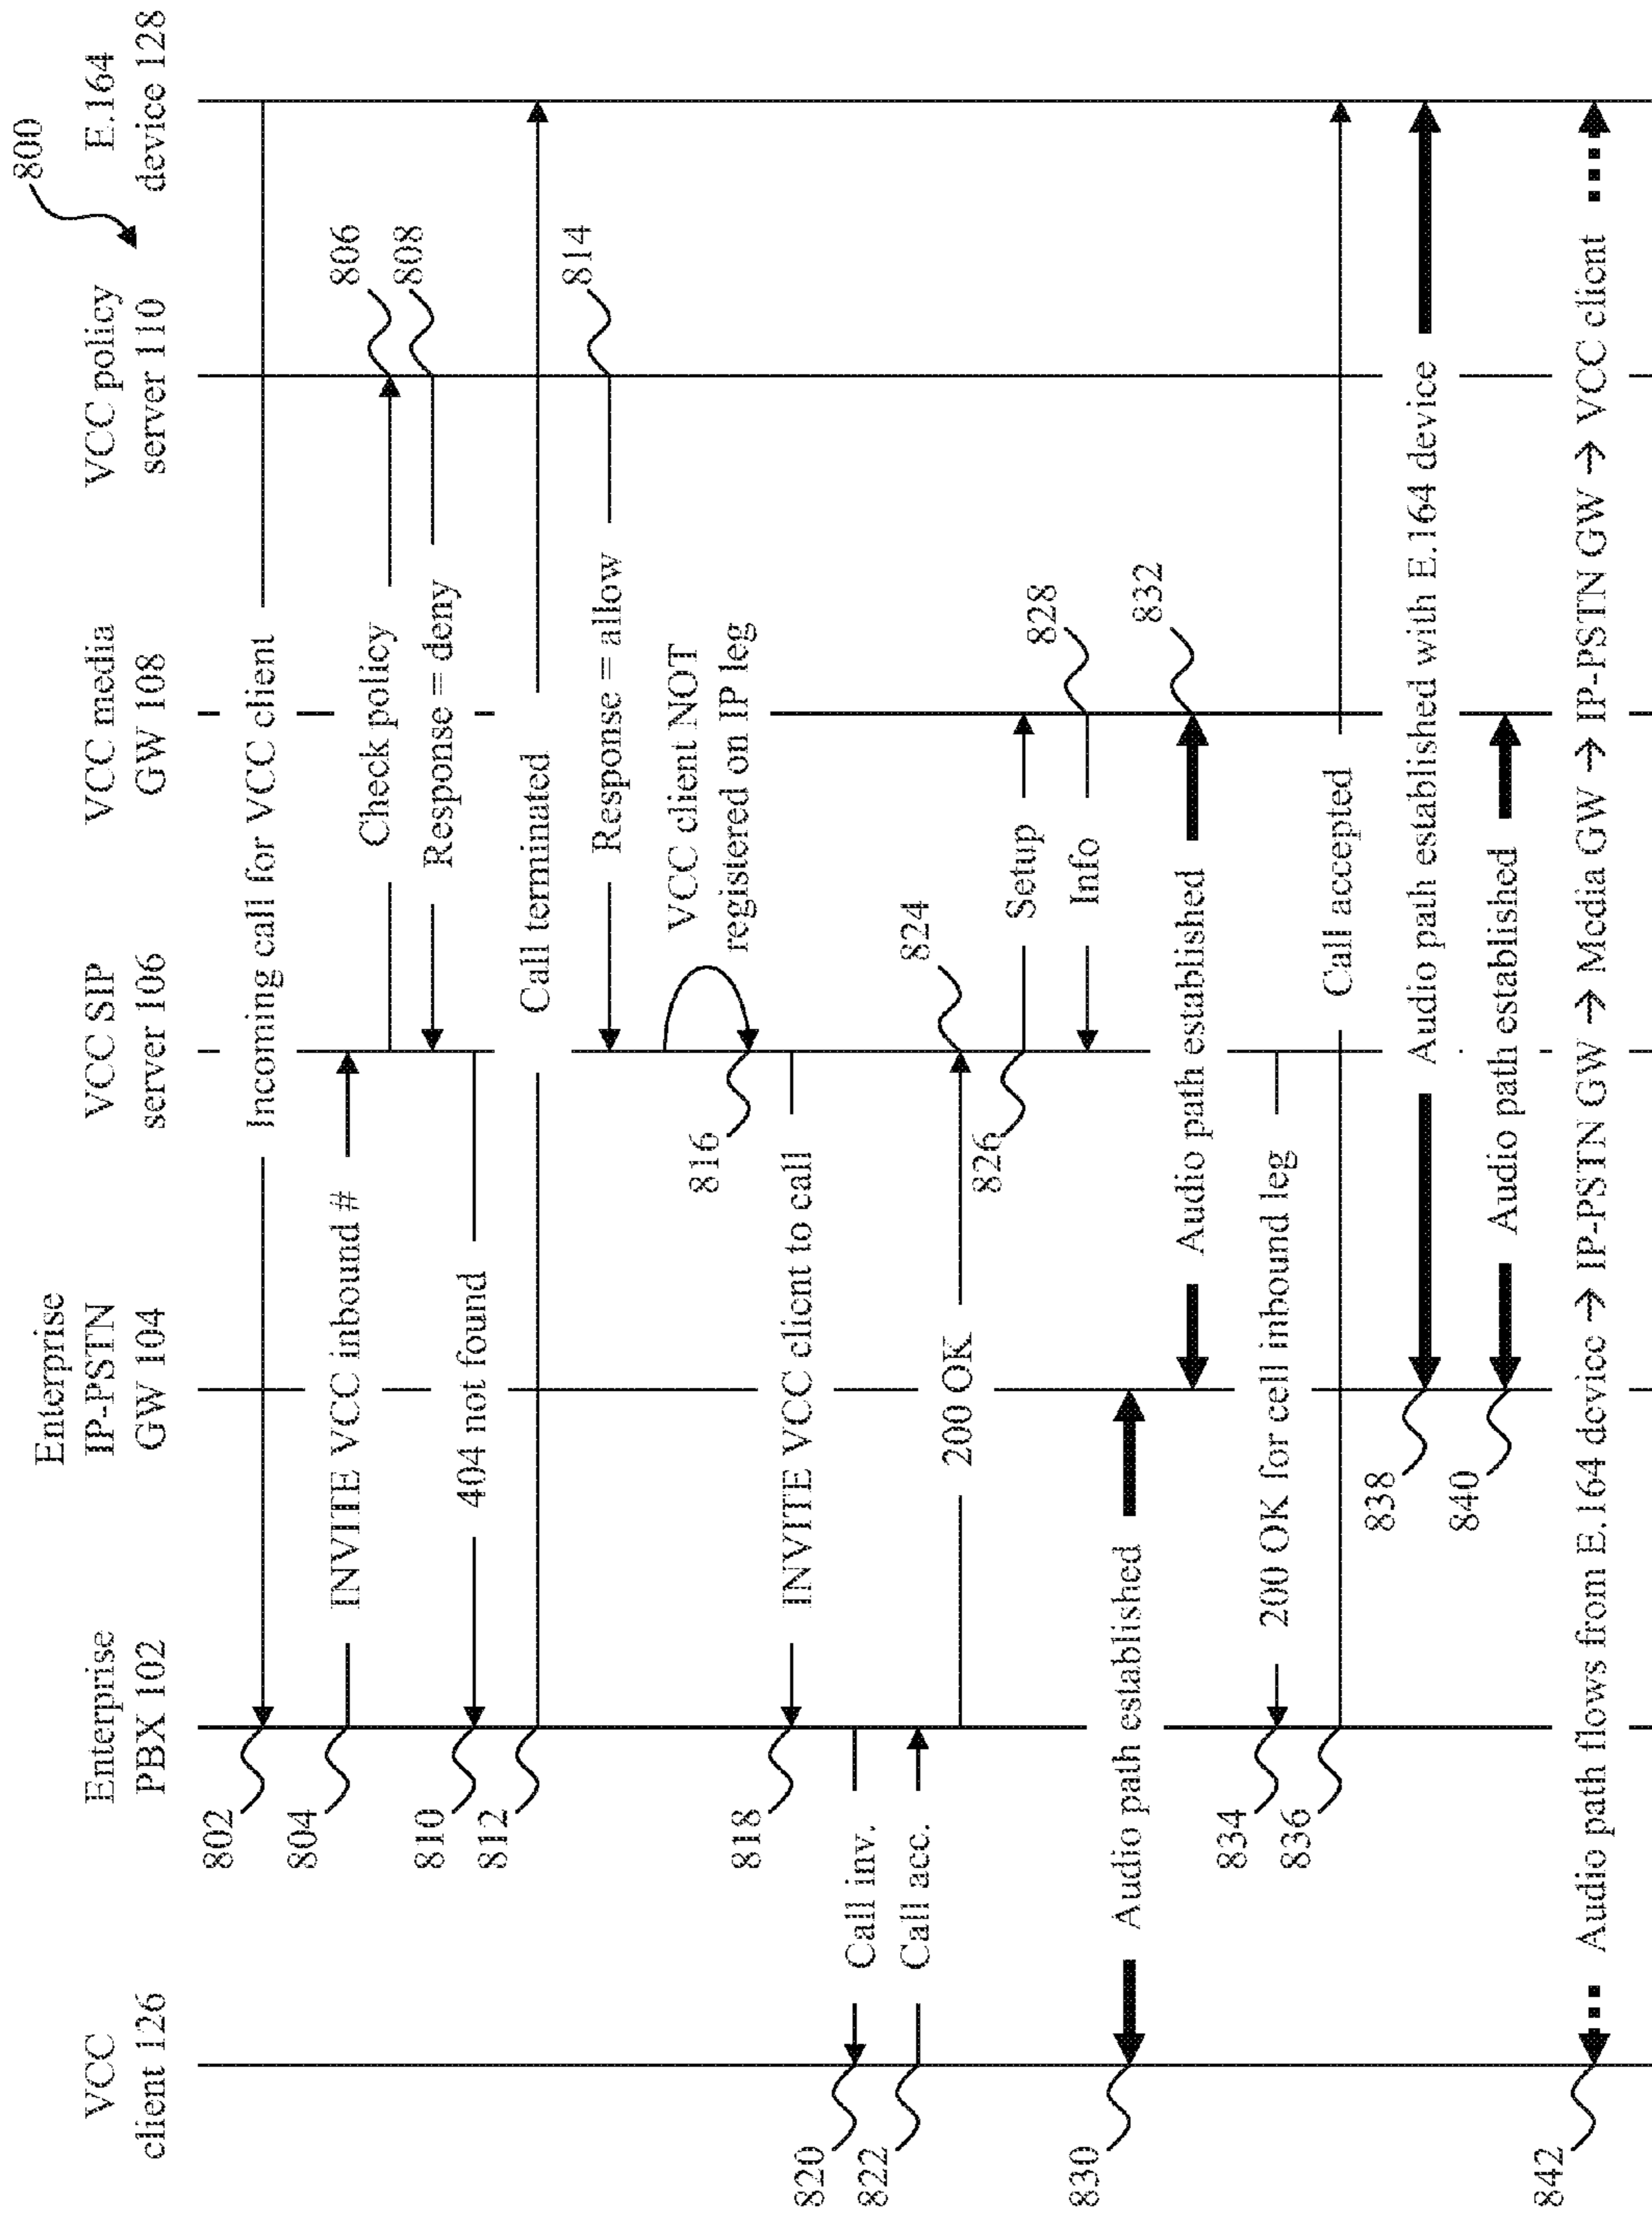 800
VCC
client 126
Enterprise
PBX 102
Enterprise
IP-PSTN
GW 104
VCC SIP
server 106
VCC media
GW 108
VCC policy
server 110
E.164
device 128
802
Incoming call for VCC client
804
INVITE VCC inbound #
Check policy
806
Response = deny
808
810
404 not found
812
Call terminated
Response = allow
814
VCC client NOT
registered on IP leg
816
818
INVITE VCC client to call
820
Call inv.
822
Call acc.
200 OK
824
826
Setup
Info
828
830
Audio path established
Audio path established
832
834
200 OK for cell inbound leg
836
Call accepted
838
Audio path established with E.164 device
840
Audio path established
842
Audio path flows from E.164 device → IP-PSTN GW → Media GW → IP-PSTN GW → VCC client